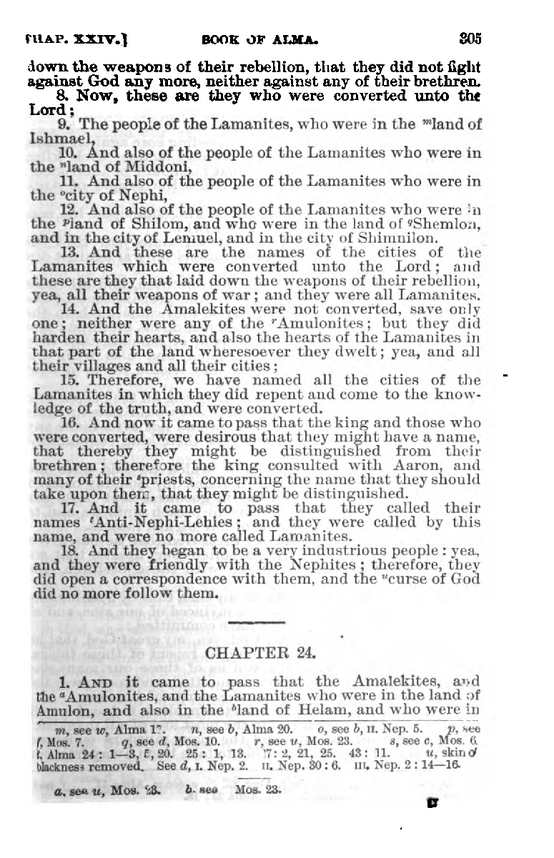 CHAP. XXIV.] BOOK OF ALMA. 305
down the weapons of their rebellion, that they did not fight
against God any more, neither against any of their brethren.
8. Now, these are they who were converted unto the
Lord;
9. The people of the Lamanites, who were in the ᵐland of
Ishmael,
10. And also of the people of the Lamanites who were in
the ⁿland of Middoni,
11. And also of the people of the Lamanites who were in
the ᵒcity of Nephi,
12. And also of the people of the Lamanites who were in
the ᵖland of Shilom, and who were in the land of qShemlon,
and in the city of Lemuel, and in the city of Shimnilon.
13. And these are the names of the cities of the
Lamanites which were converted unto the Lord; and
these are they that laid down the weapons of their rebellion,
yea, all their weapons of war; and they were all Lamanites.
14. And the Amalekites were not converted, save only
one; neither were any of the ʳAmulonites; but they did
harden their hearts, and also the hearts of the Lamanites in
that part of the land wheresoever they dwelt; yea, and all
their villages and all their cities;
15. Therefore, we have named all the cities of the
Lamanites in which they did repent and come to the know-
ledge of the truth, and were converted.
16. And now it came to pass that the king and those who
were converted, were desirous that they might have a name,
that thereby they might be distinguished from their
brethren; therefore the king consulted with Aaron, and
many of their ˢpriests, concerning the name that they should
take upon them, that they might be distinguished.
17. And it came to pass that they called their
names ᵗAnti-Nephi-Lehies; and they were called by this
name, and were no more called Lamanites.
18. And they began to be a very industrious people: yea,
and they were friendly with the Nephites; therefore, they
did open a correspondence with them, and the ᵘcurse of God
did no more follow them.
CHAPTER 24.
1. AND it came to pass that the Amalekites, and
the ᵃAmulonites, and the Lamanites who were in the land of
Amulon, and also in the ᵇland of Helam, and who were in
m, see w, Alma n, see b, Alma 20. o, see b, II. Nep. 5. p, see
f, Mos. 7. q, see d, Mos. 10. r, see u, Mos. 23. s, see c, Mos. 6.
t, Alma 24: 1—3, 5, 20. 25: 1, 13. 27: 2, 21, 25. 43: 11. u, skin of
blackness removed. See d, I. Nep. 2. II. Nep. 30: 6. III. Nep. 2: 14—16.
a, see u, Mos. 23. b, see Mos. 23.